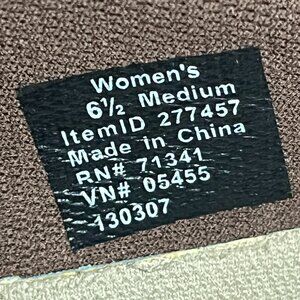 Women's
6½ Medium
ItemID 277457
Made in China
RN# 71341
VN# 05455
130307